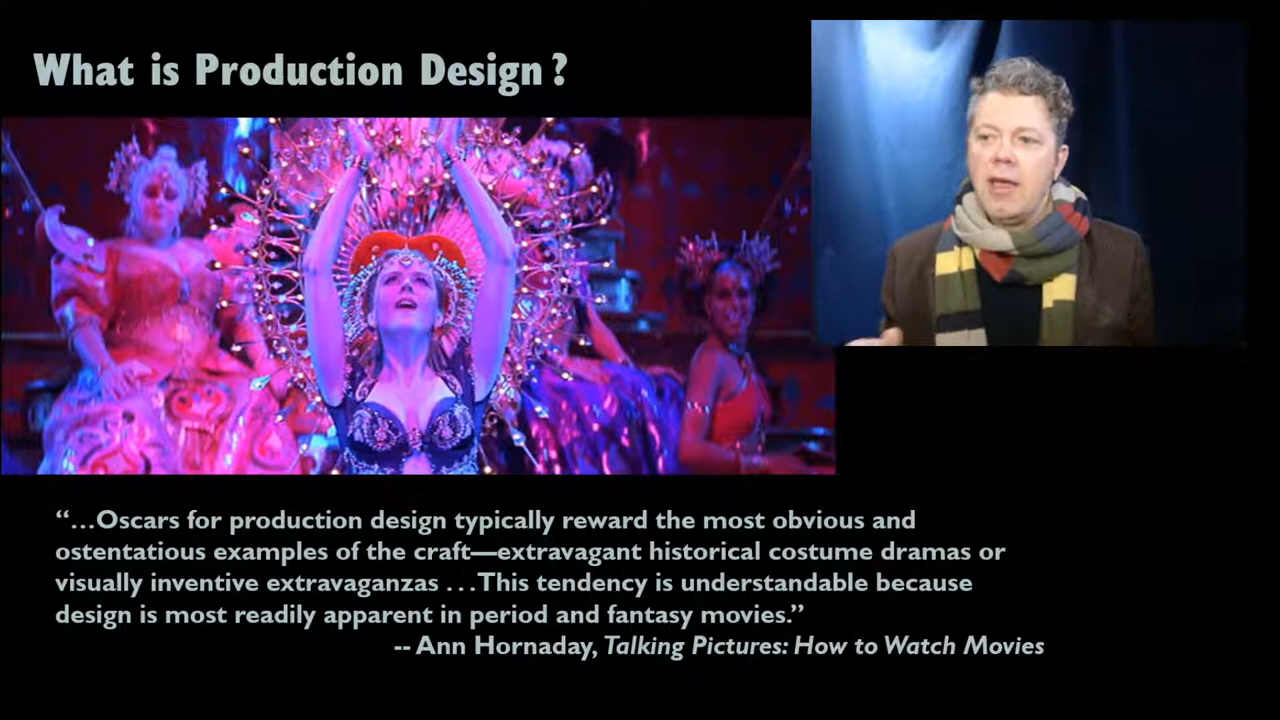 What is Production Design?
“…Oscars for production design typically reward the most obvious and
ostentatious examples of the craft—extravagant historical costume dramas or
visually inventive extravaganzas …This tendency is understandable because
design is most readily apparent in period and fantasy movies.”
-- Ann Hornaday, Talking Pictures: How to Watch Movies